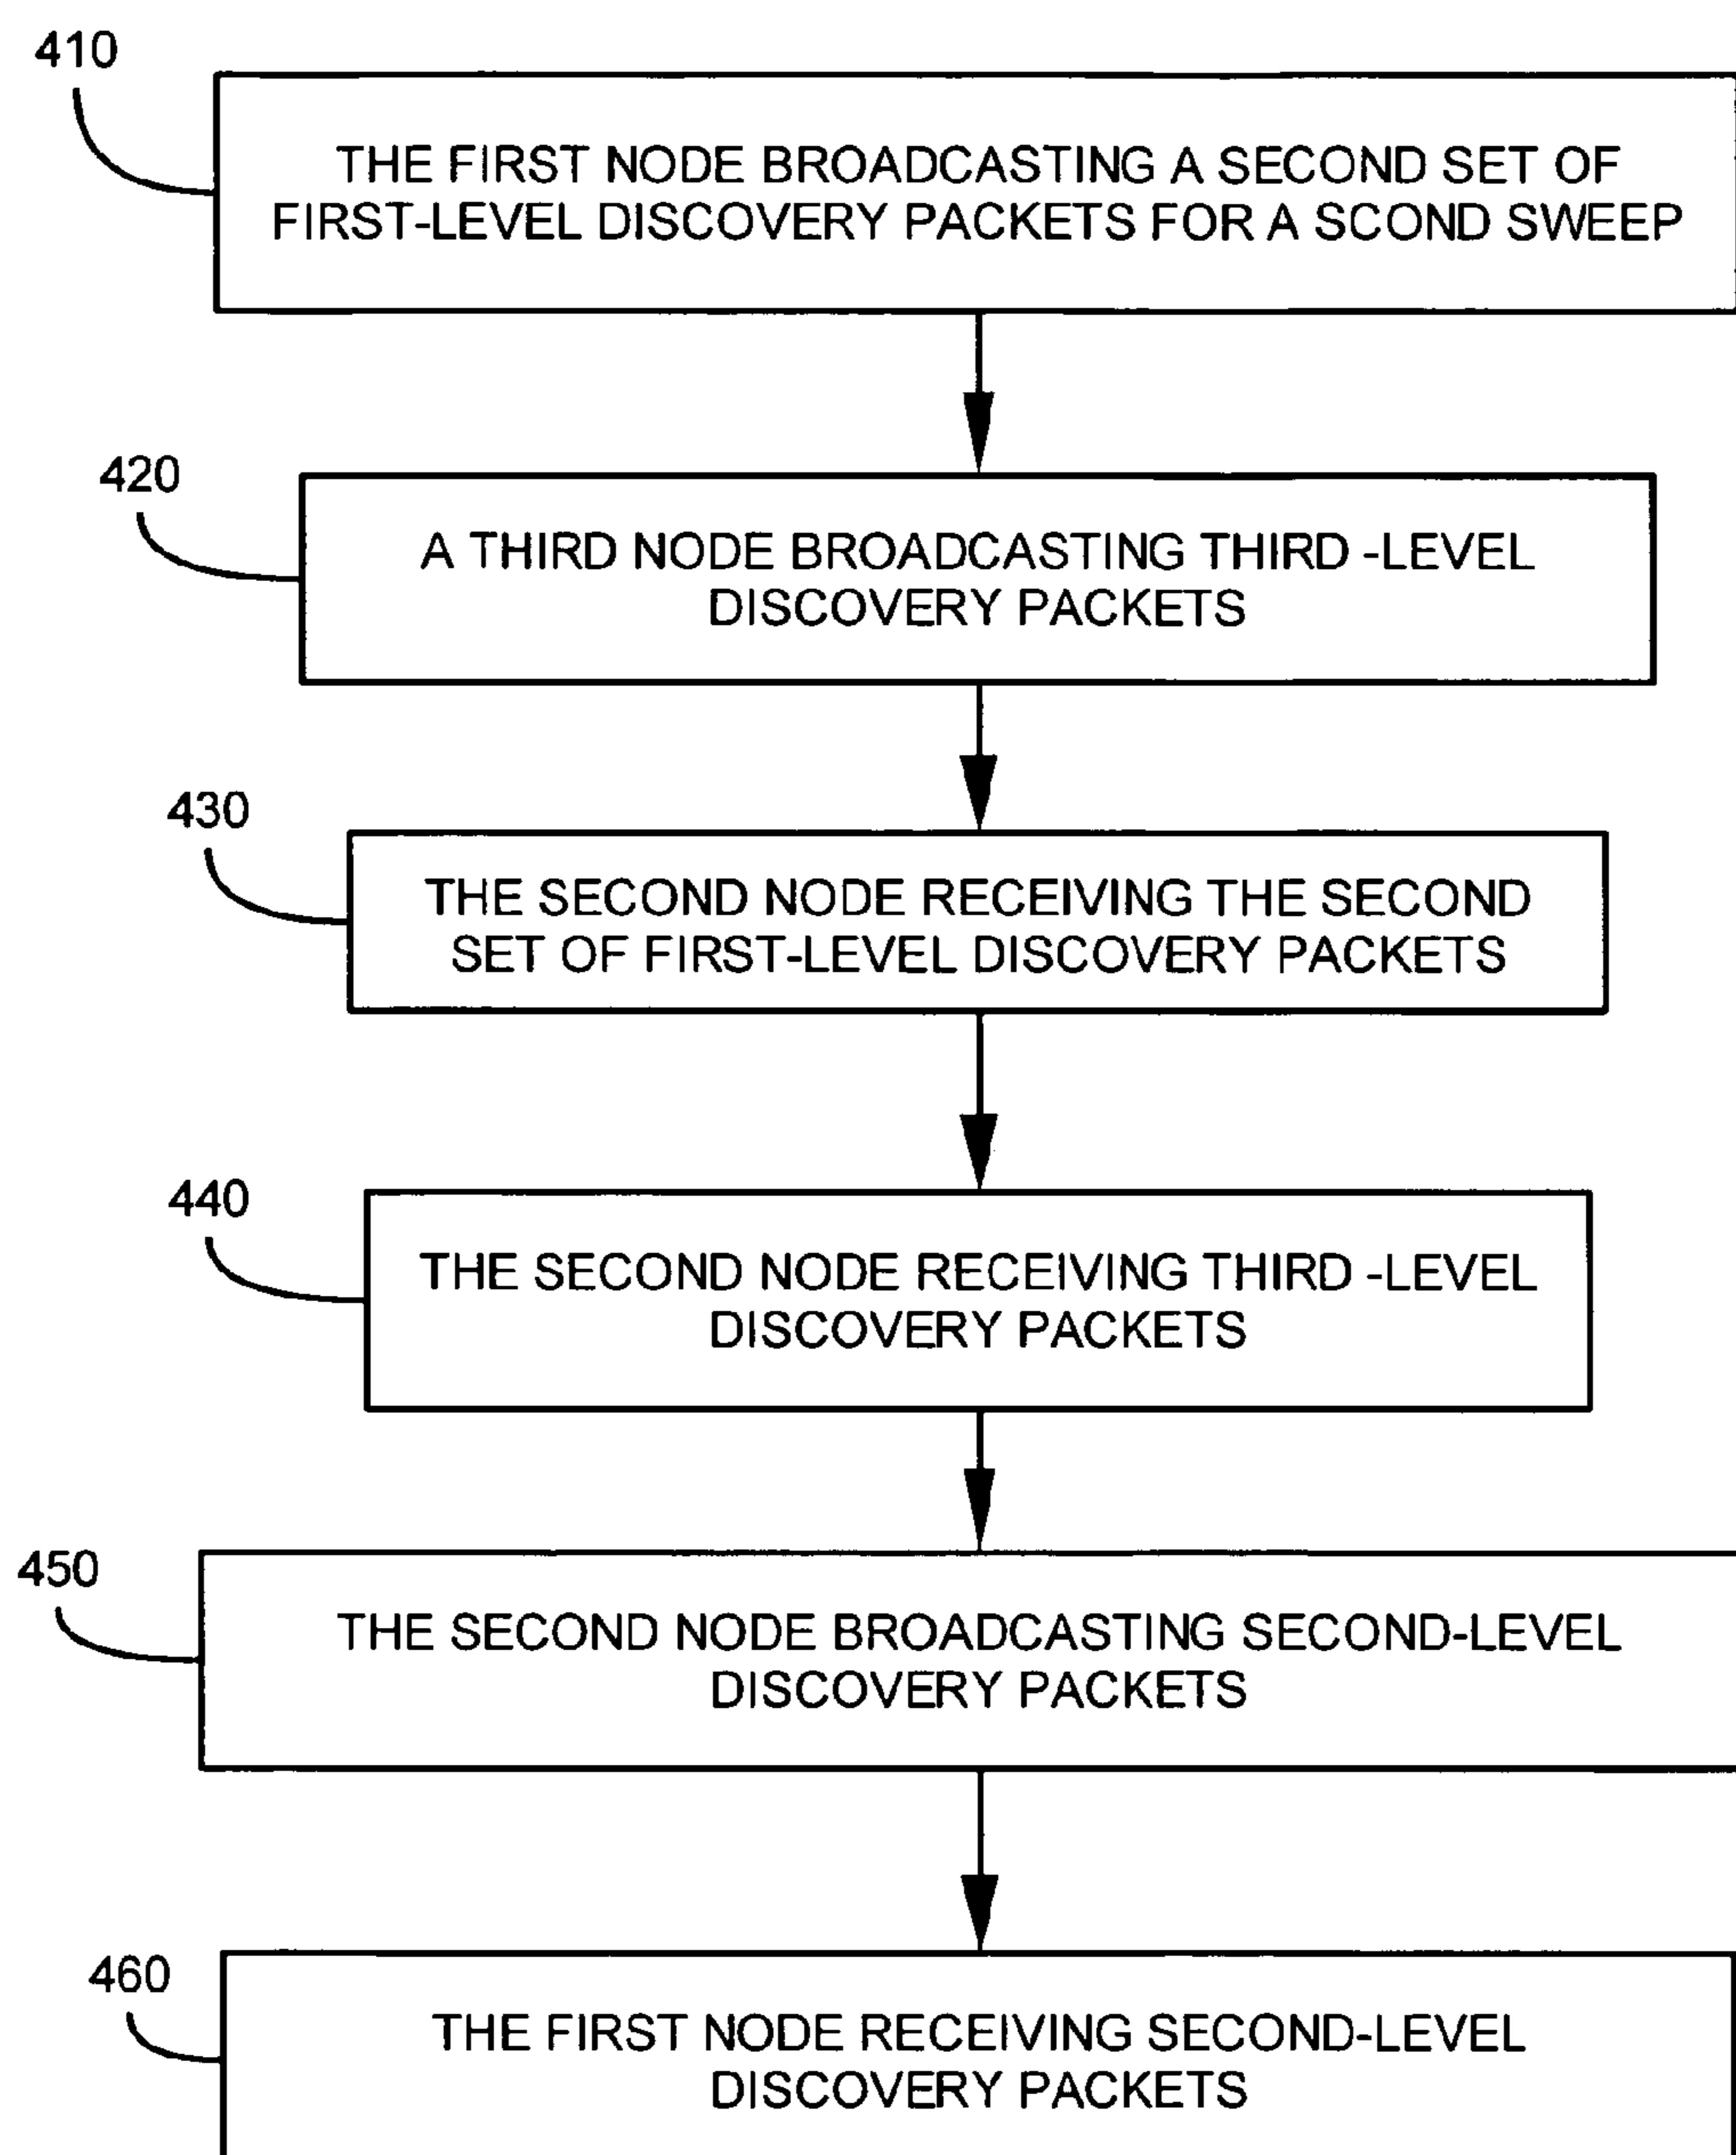 410
THE FIRST NODE BROADCASTING A SECOND SET OF
FIRST-LEVEL DISCOVERY PACKETS FOR A SCOND SWEEP
420
A THIRD NODE BROADCASTING THIRD -LEVEL
DISCOVERY PACKETS
430
THE SECOND NODE RECEIVING THE SECOND
SET OF FIRST-LEVEL DISCOVERY PACKETS
440
THE SECOND NODE RECEIVING THIRD -LEVEL
DISCOVERY PACKETS
450
THE SECOND NODE BROADCASTING SECOND-LEVEL
DISCOVERY PACKETS
460
THE FIRST NODE RECEIVING SECOND-LEVEL
DISCOVERY PACKETS